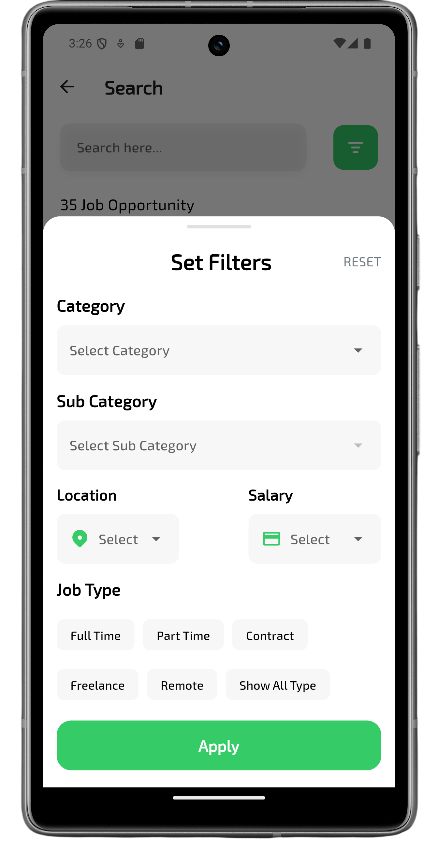 3:26
Search
Search here...
35 Job Opportunity
Set Filters
RESET
Category
Select Category
Sub Category
Select Sub Category
Location Salary
Select Select
Job Type
Full Time Part Time Contract
Freelance Remote Show All Type
Apply